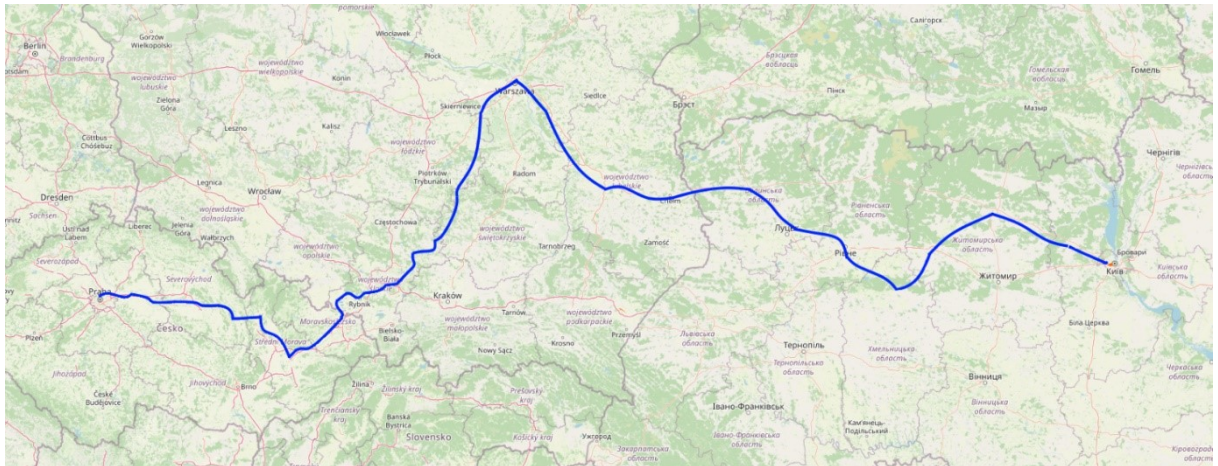 поморskie
Gorzów
Wielkopolski
Włocławek
Салігорск
Berlin
Brandenburg
województwo
wielkopolskie
Płock
Брэсцкая
вобласць
Гомельская
вобласць
Гомель
województwo
lubuskie
Konin
Warszawa
Пінск
Skierniewice
Siedlce
Брэст
Мазыр
Zielona
Góra
Leszno
Kalisz
województwo
łódzkie
Cottbus
Chóśebuz
Чернігів
Piotrków
Trybunalski
Radom
województwo
Dresden
Legnica
Wrocław
Sachsen
Рівненська
область
Chełm
województwo
dolnośląskie
Częstochowa
województwo
świętokrzyskie
Ústí nad
Labem
Liberec
Jelenia
Góra
Wałbrzych
Луцьк
Житомирська
область
Tarnobrzeg
Zamość
województwo
opolskie
Рівне
Бровари
Київ
Київська
область
Житомир
Severozápad
Severovýchod
Praha
Rybnik
Kraków
Tarnów
województwo
podkarpackie
Біла Церква
Česko
Moravskoslezsko
województwo
małopolskie
Львівська
область
Plzeň
Střední Morava
Bielsko-
Biała
Przemyśl
Тернопіль
Хмельницька
область
Nowy Sącz
Krosno
Тернопільська
область
Черкаська
область
Jihozápad
Вінниця
Brno
Jihovýchod
Žilina
Žilinský kraj
Prešovský
kraj
České
Budějovice
Trenčiansky
kraj
Вінницька
область
Івано-Франківськ
Banská
Bystrica
Кам'янець-
Подільський
Slovensko
Košický kraj
Ужгород
Івано-Франківська
область
Закарпатська
область